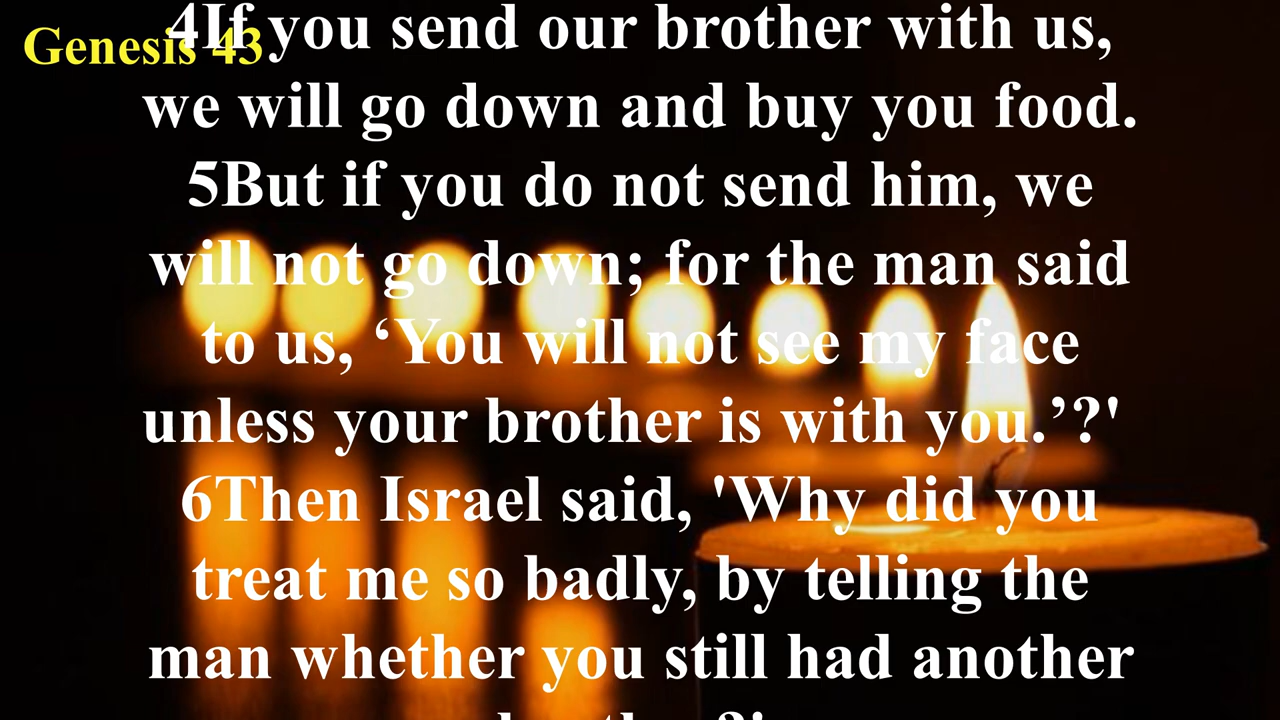 Genesis 43
4If you send our brother with us,
we will go down and buy you food.
5But if you do not send him, we
will not go down; for the man said
to us, ‘You will not see my face
unless your brother is with you.’?'
6Then Israel said, 'Why did you
treat me so badly, by telling the
man whether you still had another